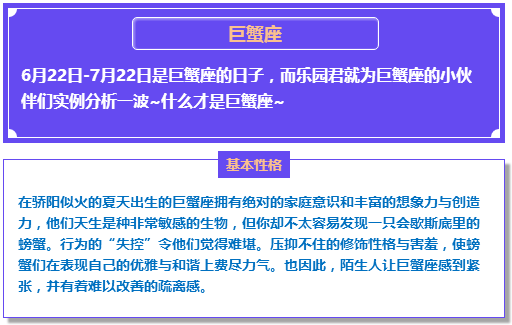 巨蟹座
6月22日-7月22日是巨蟹座的日子，而乐园君就为巨蟹座的小伙
伴们实例分析一波~什么才是巨蟹座~
基本性格
在骄阳似火的夏天出生的巨蟹座拥有绝对的家庭意识和丰富的想象力与创造
力，他们天生是种非常敏感的生物，但你却不太容易发现一只会歇斯底里的
螃蟹。行为的“失控”令他们觉得难堪。压抑不住的修饰性格与害羞，使螃
蟹们在表现自己的优雅与和谐上费尽力气。也因此，陌生人让巨蟹座感到紧
张，并有着难以改善的疏离感。